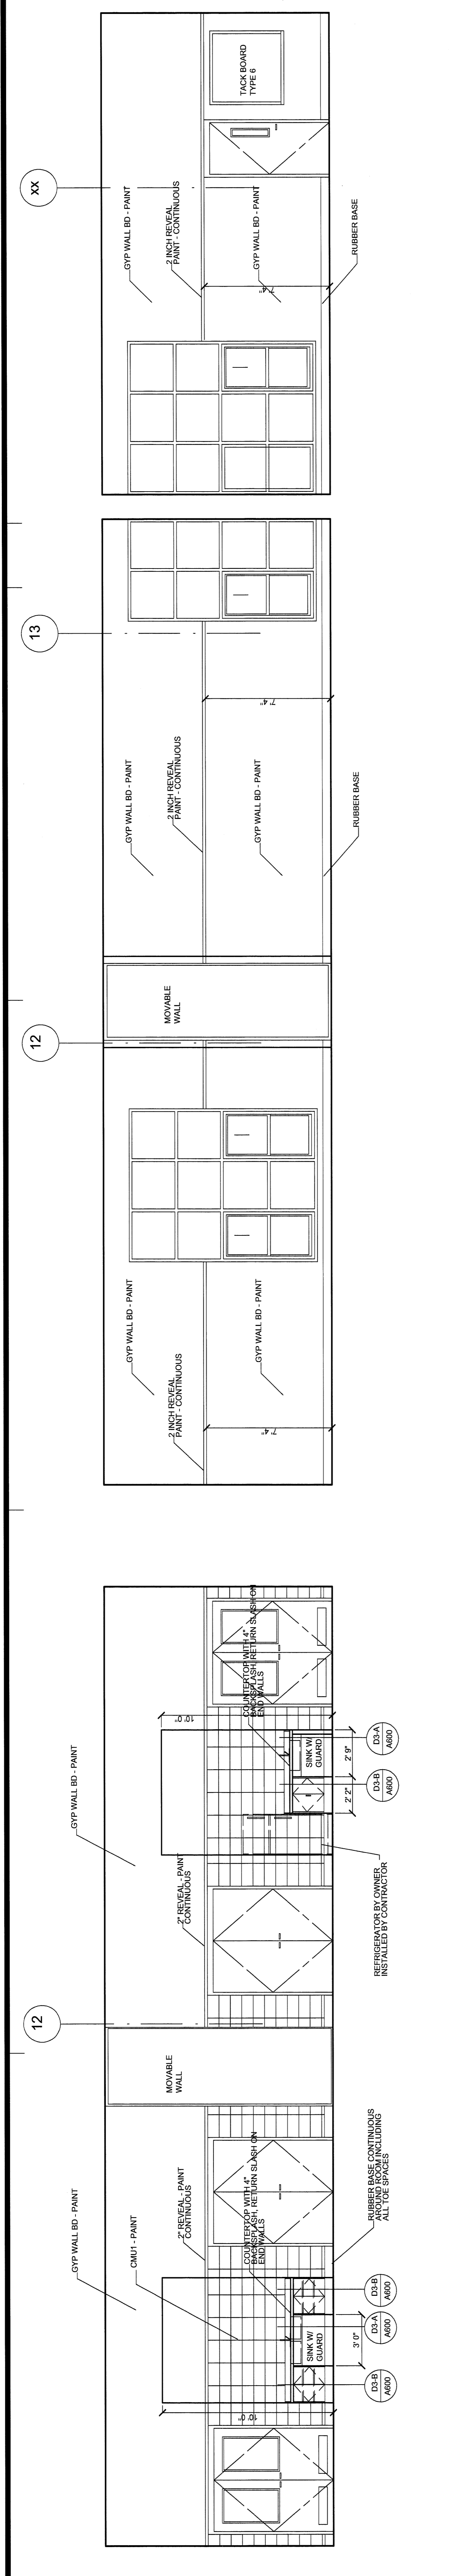 GYP WALL BD - PAINT
CMU1 - PAINT
2" REVEAL - PAINT
CONTINUOUS
COUNTERTOP WITH 4"
BACKSPLASH, RETURN SLASH ON
END WALLS
10'.0"
SINK W/
GUARD
3' 0"
D3-B
A600
D3-A
A600
D3-B
A600
RUBBER BASE CONTINUOUS
AROUND ROOM INCLUDING
ALL TOE SPACES
MOVABLE
WALL
12
2" REVEAL - PAINT
CONTINUOUS
GYP WALL BD - PAINT
COUNTERTOP WITH 4"
BACKSPLASH, RETURN SLASH ON
END WALLS
10'.0"
SINK W/
GUARD
2' 2"
2' 9"
D3-B
A600
D3-A
A600
REFRIGERATOR BY OWNER
INSTALLED BY CONTRACTOR
2 INCH REVEAL
PAINT - CONTINUOUS
GYP WALL BD - PAINT
GYP WALL BD - PAINT
7'.4"
12
MOVABLE
WALL
GYP WALL BD - PAINT
2 INCH REVEAL
PAINT - CONTINUOUS
GYP WALL BD - PAINT
RUBBER BASE
7'.4"
13
GYP WALL BD - PAINT
2 INCH REVEAL
PAINT - CONTINUOUS
GYP WALL BD - PAINT
RUBBER BASE
7'.4"
XX
TACK BOARD
TYPE 6